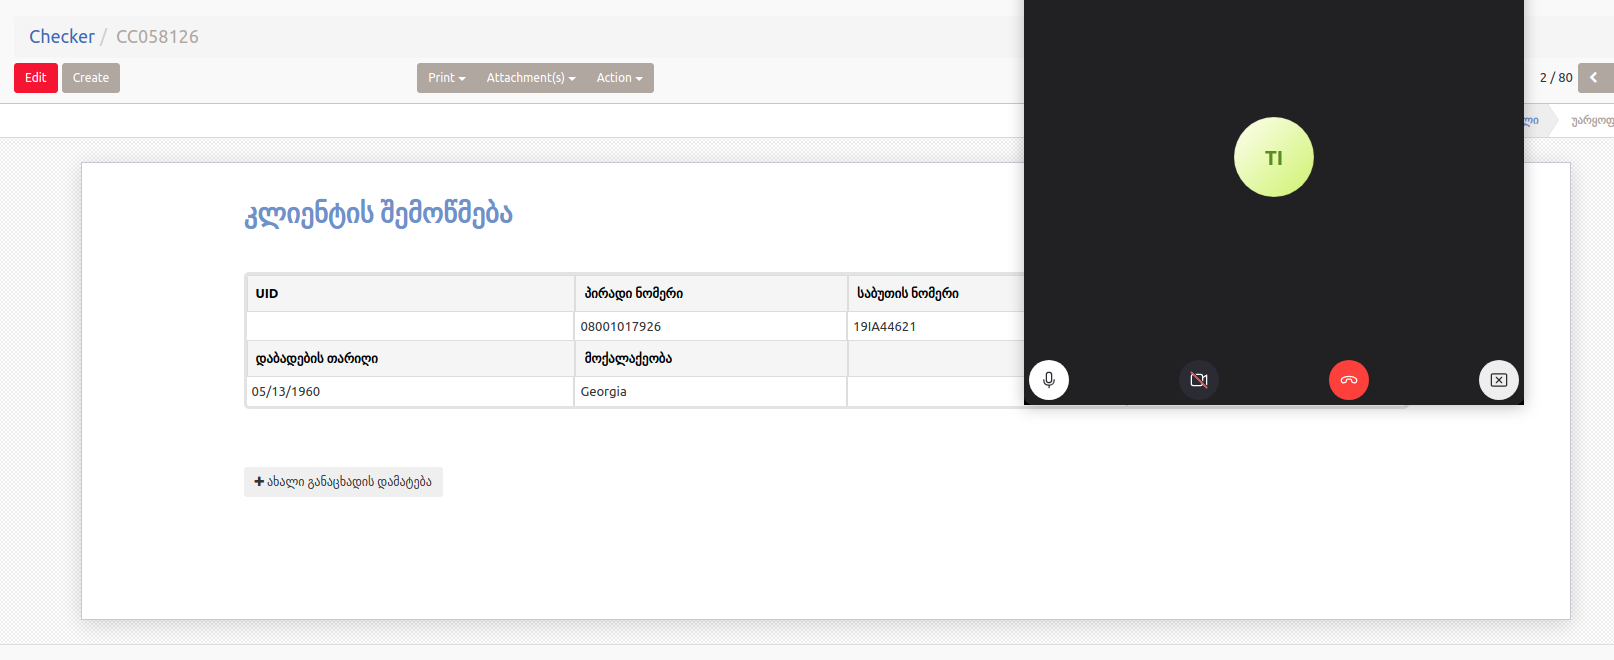 Checker / CC058126
Edit Create Print Attachment(s) Action 2 / 80
ლი უარყოფ
TI
კლიენტის შემოწმება
UID პირადი ნომერი საბუთის ნომერი
08001017926 19IA44621
დაბადების თარიღი მოქალაქეობა
05/13/1960 Georgia
ახალი განაცხადის დამატება